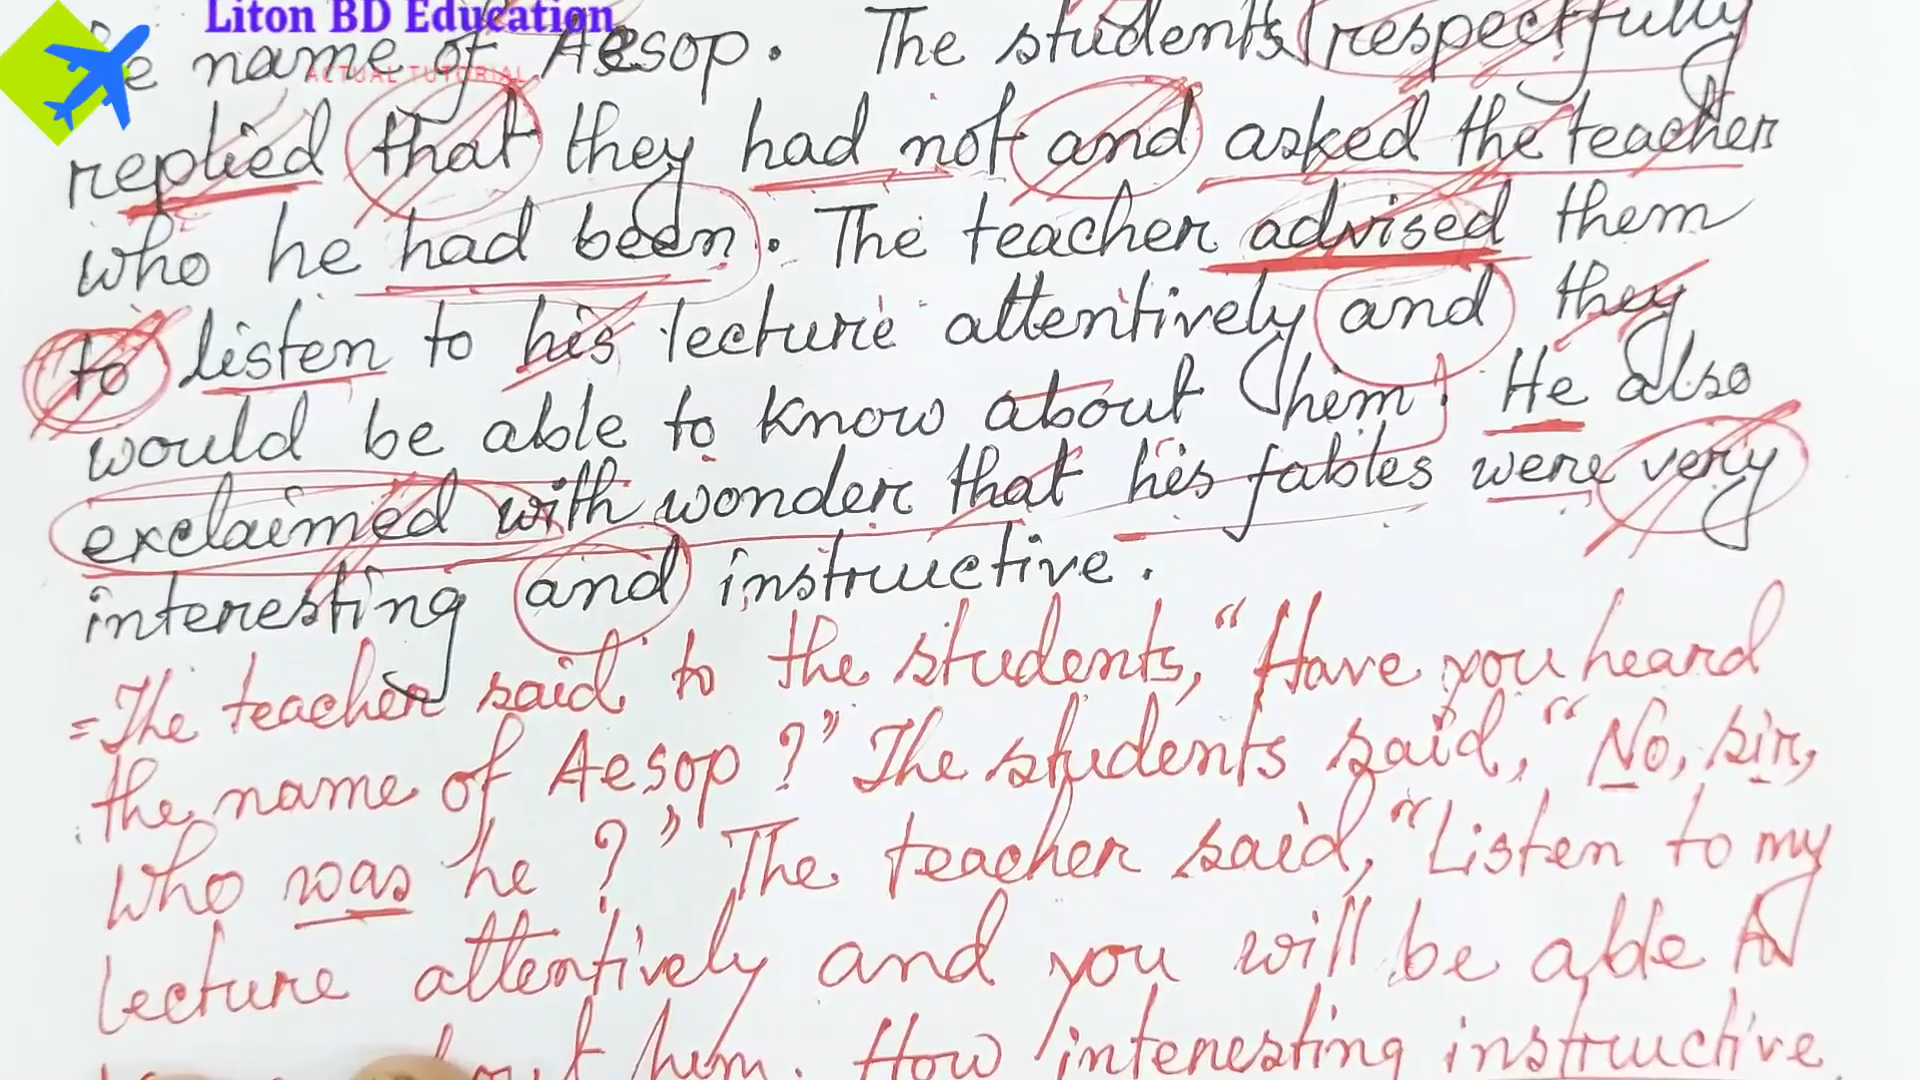 Liton BD Education
ACTUAL TUTORIAL
name of Aesop. The students respectfully
replied that they had not and asked the teacher
who he had been. The teacher advised them
to listen to his lecture attentively and they
would be able to know about him. He also
exclaimed with wonder that his fables were very
interesting and instructive.
=The teacher said to the students, "Have you heard
the name of Aesop?" The students said, "No, sir,
Who was he?" The teacher said, "Listen to my
lecture attentively and you will be able to
him. How interesting instructive